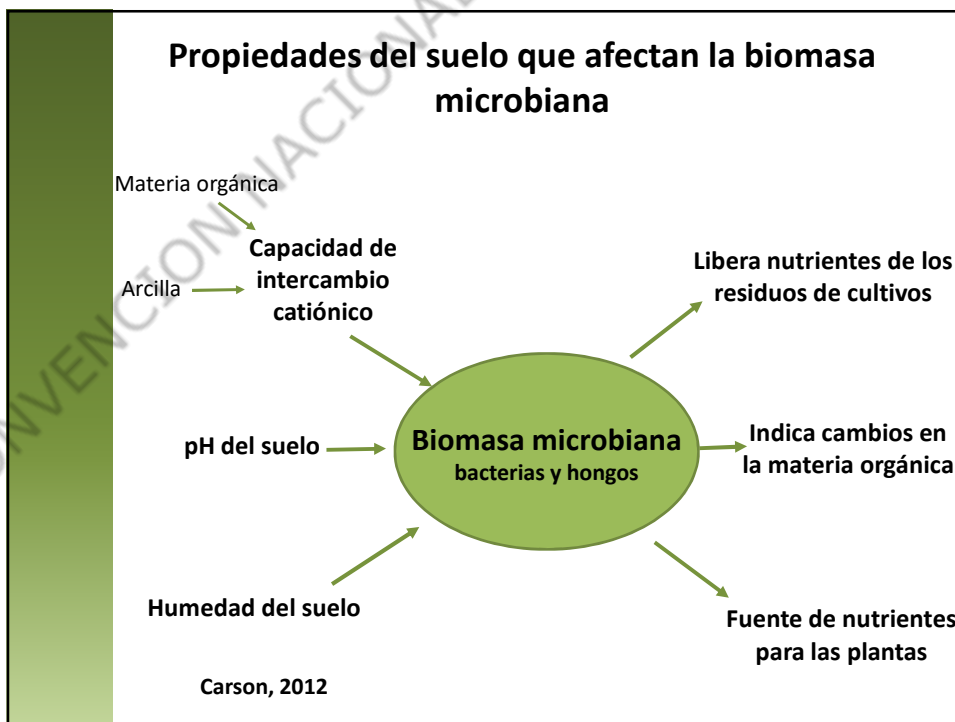 Propiedades del suelo que afectan la biomasa
microbiana
Materia orgánica
Arcilla
Capacidad de
intercambio
catiónico
pH del suelo
Humedad del suelo
Biomasa microbiana
bacterias y hongos
Libera nutrientes de los
residuos de cultivos
Indica cambios en
la materia orgánica
Fuente de nutrientes
para las plantas
Carson, 2012
CONVENCION NACIONAL